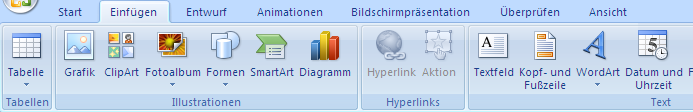 Start Einfügen Entwurf Animationen Bildschirmpräsentation Überprüfen Ansicht
Tabelle Grafik ClipArt Fotoalbum Formen SmartArt Diagramm Hyperlink Aktion Textfeld Kopf- und WordArt Datum und
Fußzeile Uhrzeit
Tabellen Illustrationen Hyperlinks Text